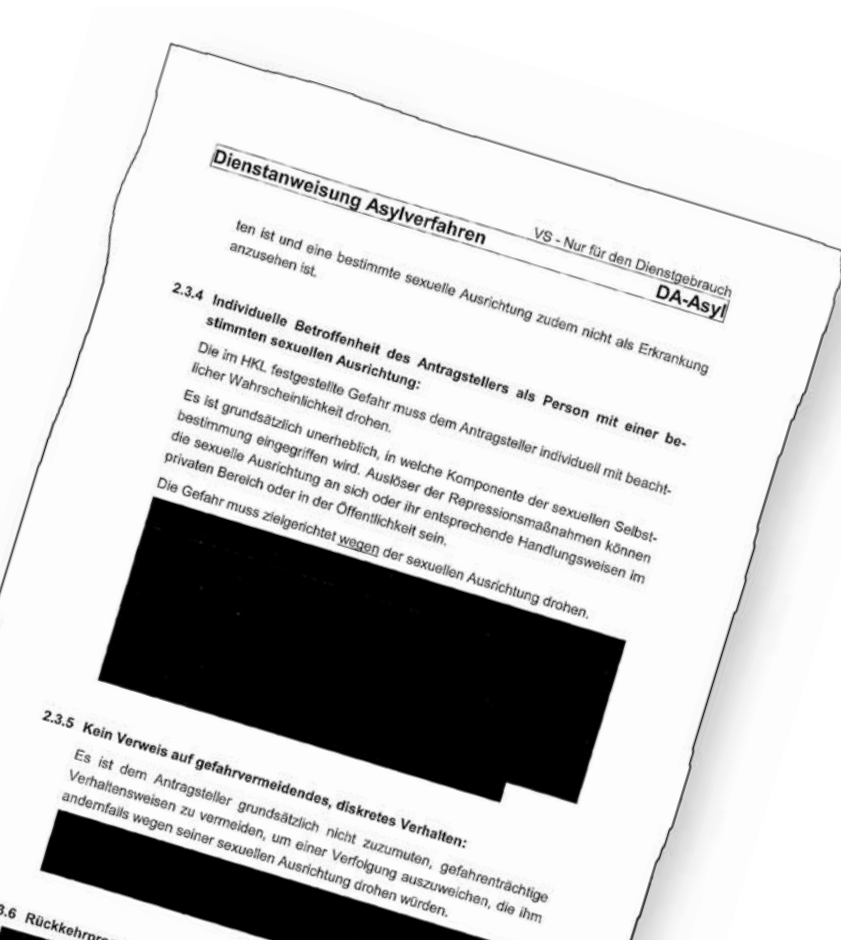 Dienstanweisung Asylverfahren
VS - Nur für den Dienstgebrauch
DA-Asyl
ten ist und eine bestimmte sexuelle Ausrichtung zudem nicht als Erkrankung
anzusehen ist.
2.3.4 Individuelle Betroffenheit des Antragstellers als Person mit einer be-
stimmten sexuellen Ausrichtung:
Die im HKL festgestellte Gefahr muss dem Antragsteller individuell mit beacht-
licher Wahrscheinlichkeit drohen.
Es ist grundsätzlich unerheblich, in welche Komponente der sexuellen Selbst-
bestimmung eingegriffen wird. Auslöser der Repressionsmaßnahmen können
die sexuelle Ausrichtung an sich oder ihr entsprechende Handlungsweisen im
privaten Bereich oder in der Öffentlichkeit sein.
Die Gefahr muss zielgerichtet wegen der sexuellen Ausrichtung drohen.
2.3.5 Kein Verweis auf gefahrvermeidendes, diskretes Verhalten:
Es ist dem Antragsteller grundsätzlich nicht zuzumuten, gefahrenträchtige
Verhaltensweisen zu vermeiden, um einer Verfolgung auszuweichen, die ihm
andernfalls wegen seiner sexuellen Ausrichtung drohen würden.
3.6